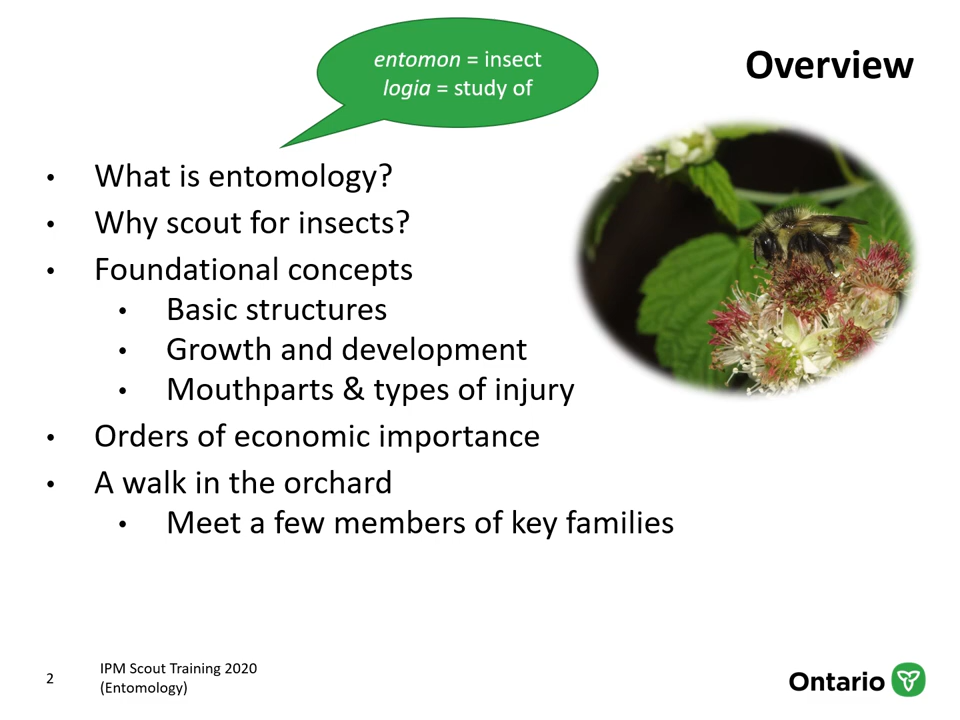 entomon = insect
logia = study of
Overview
• What is entomology?
• Why scout for insects?
• Foundational concepts
• Basic structures
• Growth and development
• Mouthparts & types of injury
• Orders of economic importance
• A walk in the orchard
• Meet a few members of key families
2
IPM Scout Training 2020
(Entomology)
Ontario